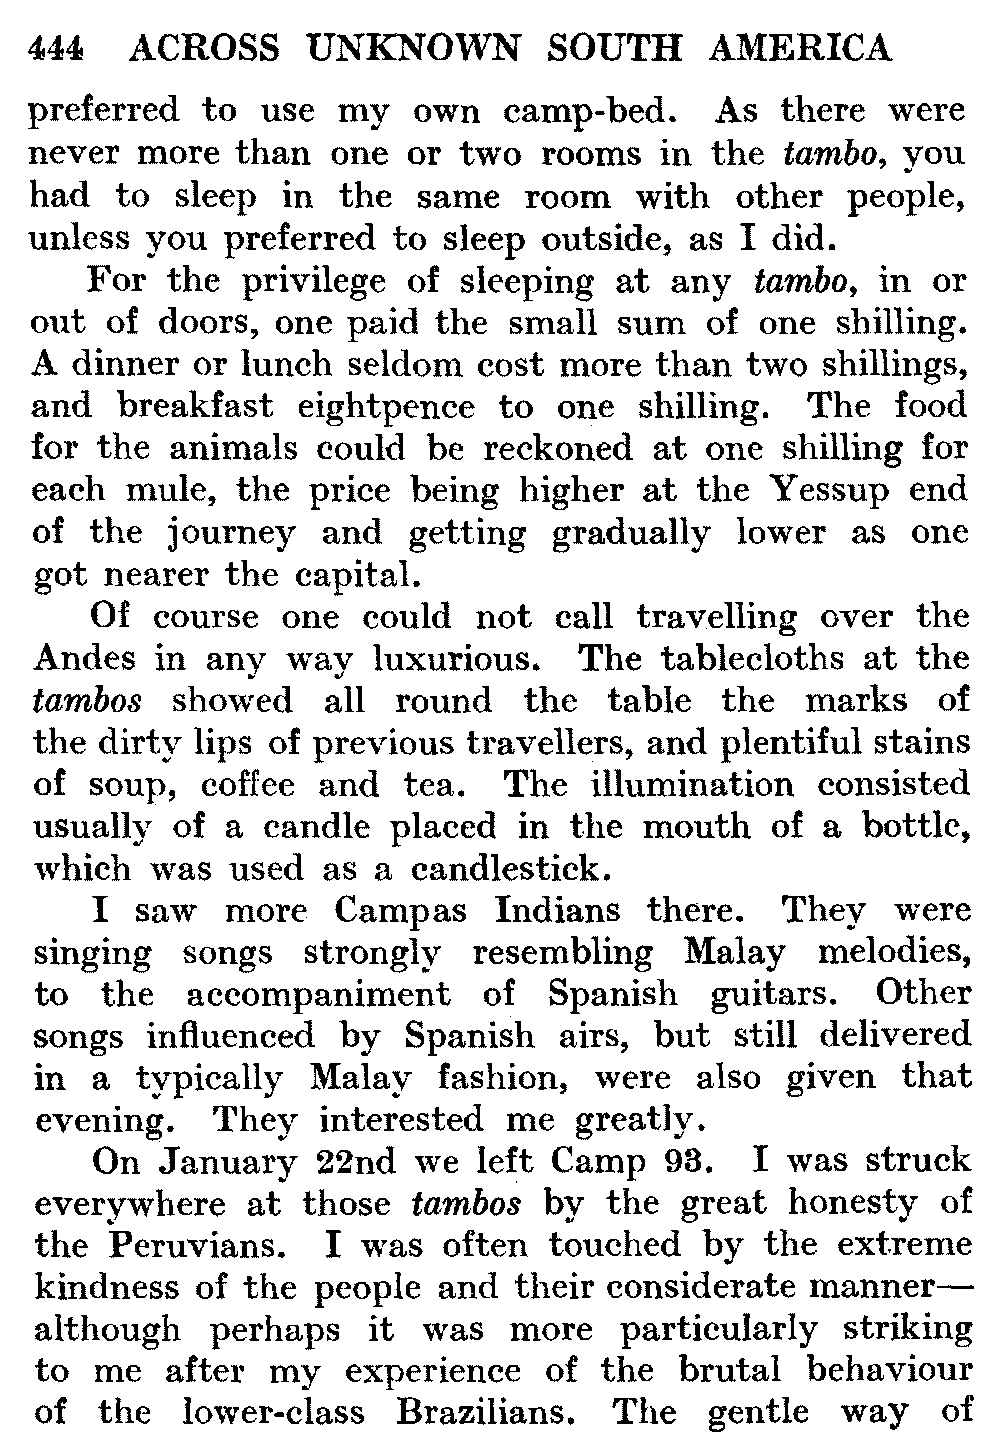 444 ACROSS UNKNOWN SOUTH AMERICA
preferred to use my own camp-bed. As there were
never more than one or two rooms in the tambo, you
had to sleep in the same room with other people,
unless you preferred to sleep outside, as I did.
For the privilege of sleeping at any tambo, in or
out of doors, one paid the small sum of one shilling.
A dinner or lunch seldom cost more than two shillings,
and breakfast eightpence to one shilling. The food
for the animals could be reckoned at one shilling for
each mule, the price being higher at the Yessup end
of the journey and getting gradually lower as one
got nearer the capital.
Of course one could not call travelling over the
Andes in any way luxurious. The tablecloths at the
tambos showed all round the table the marks of
the dirty lips of previous travellers, and plentiful stains
of soup, coffee and tea. The illumination consisted
usually of a candle placed in the mouth of a bottle,
which was used as a candlestick.
I saw more Campas Indians there. They were
singing songs strongly resembling Malay melodies,
to the accompaniment of Spanish guitars. Other
songs influenced by Spanish airs, but still delivered
in a typically Malay fashion, were also given that
evening. They interested me greatly.
On January 22nd we left Camp 93. I was struck
everywhere at those tambos by the great honesty of
the Peruvians. I was often touched by the extreme
kindness of the people and their considerate manner—
although perhaps it was more particularly striking
to me after my experience of the brutal behaviour
of the lower-class Brazilians. The gentle way of